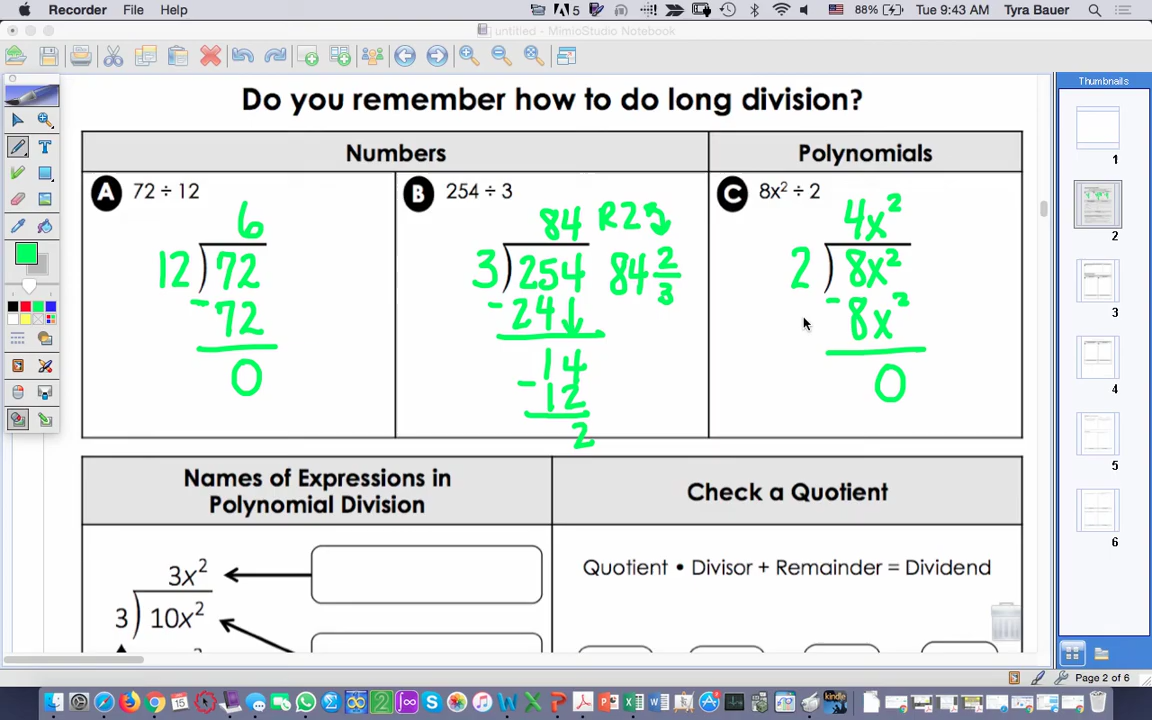 Recorder File Help 5 88% Tue 9:43 AM Tyra Bauer
untitled - MimioStudio Notebook
Do you remember how to do long division?
Thumbnails
Numbers Polynomials
A 72 ÷ 12 B 254 ÷ 3 C 8x² ÷ 2
6 84 R2 4x²
12)72 3)254 84 2/3 2)8x²
-72 -24↓ -8x²
0 14 0
-12
2
Names of Expressions in
Polynomial Division
Check a Quotient
3x²
3)10x²
Quotient • Divisor + Remainder = Dividend
1
2
3
4
5
6
Page 2 of 6
15
2
kindle